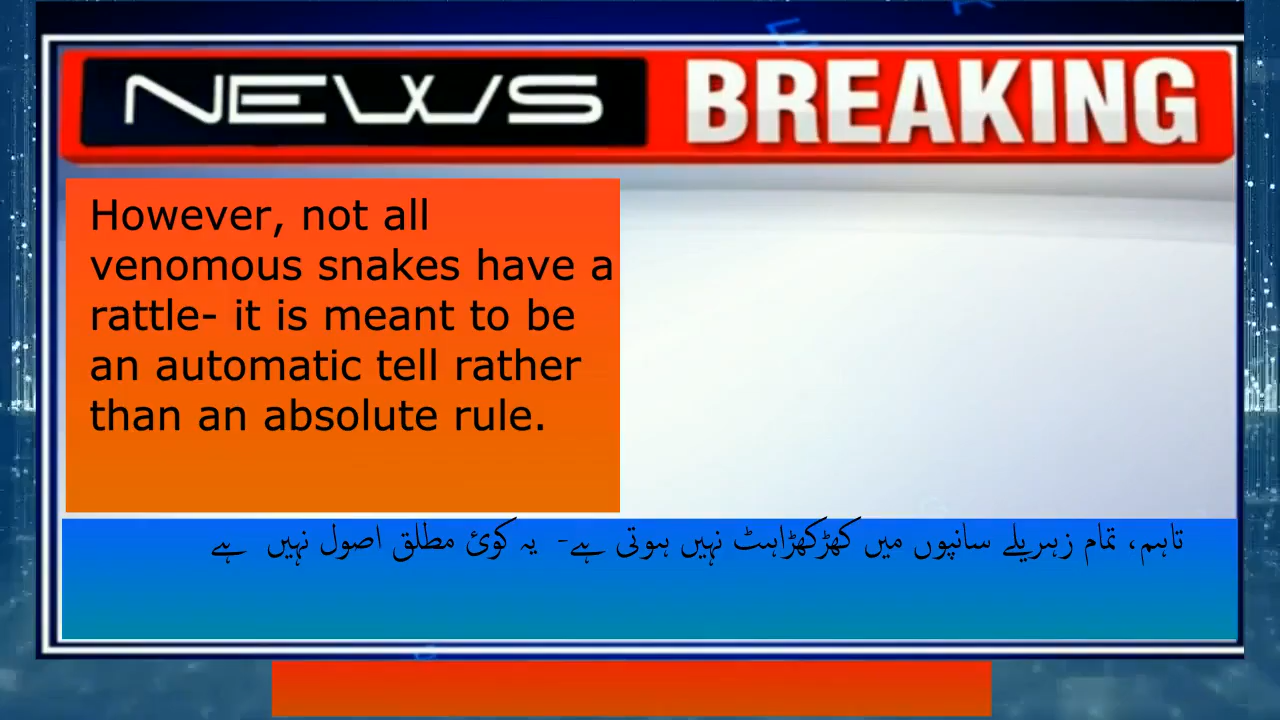 NEWS BREAKING
However, not all
venomous snakes have a
rattle- it is meant to be
an automatic tell rather
than an absolute rule.
تاہم، تمام زہریلے سانپوں میں کھڑکھڑاہٹ نہیں ہوتی ہے- یہ کوئ مطلق اصول نہیں ہے